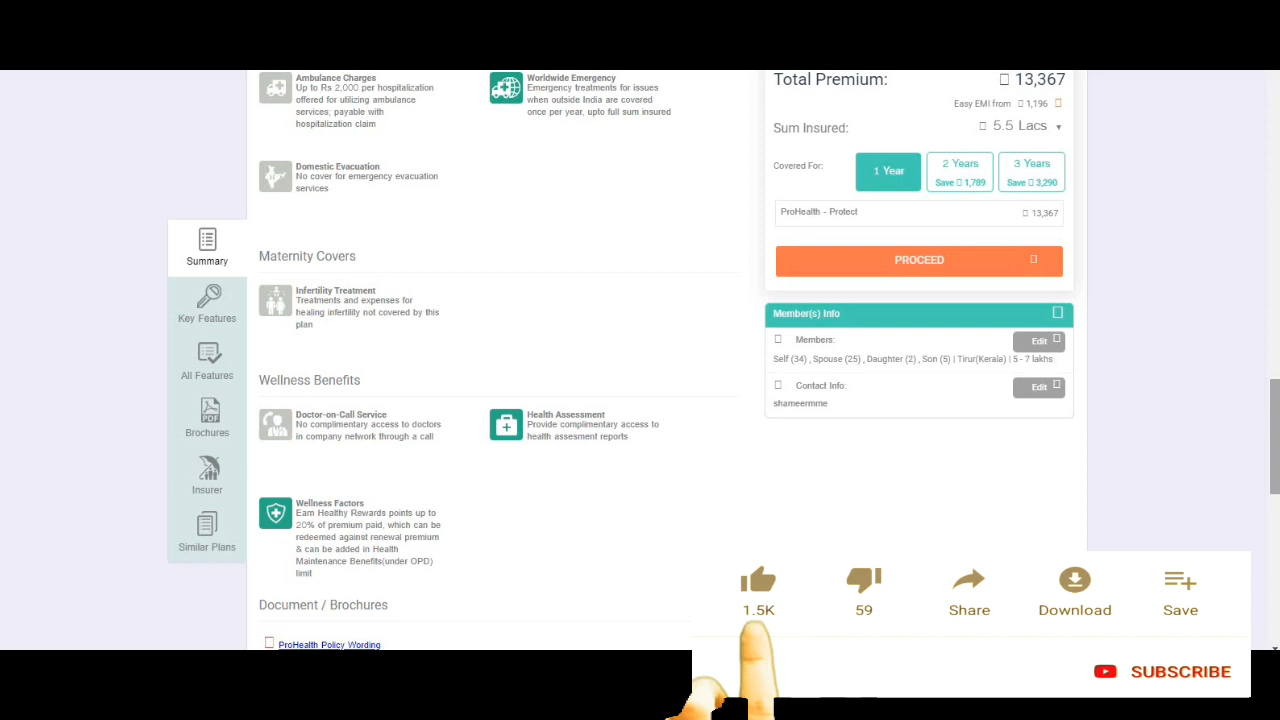 Ambulance Charges
Up to Rs 2,000 per hospitalization
offered for utilizing ambulance
services; payable with
hospitalization claim
Worldwide Emergency
Emergency treatments for issues
when outside India are covered
once per year, upto full sum insured
Domestic Evacuation
No cover for emergency evacuation
services
Maternity Covers
Infertility Treatment
Treatments and expenses for
healing infertility not covered by this
plan
Wellness Benefits
Doctor-on-Call Service
No complimentary access to doctors
in company network through a call
Health Assessment
Provide complimentary access to
health assesment reports
Wellness Factors
Earn Healthy Rewards points up to
20% of premium paid, which can be
redeemed against renewal premium
& can be added in Health
Maintenance Benefits(under OPD)
limit
Document / Brochures
ProHealth Policy Wording
Summary
Key Features
All Features
PDF
Brochures
Insurer
Similar Plans
Total Premium: 13,367
Easy EMI from 1,196
Sum Insured: 5.5 Lacs
Covered For:
1 Year
2 Years
Save 1,789
3 Years
Save 3,290
ProHealth - Protect 13,367
PROCEED
Member(s) Info
Members: Edit
Self (34) , Spouse (25) , Daughter (2) , Son (5) | Tirur(Kerala) | 5 - 7 lakhs
Contact Info: Edit
shameermme
1.5K 59 Share Download Save
SUBSCRIBE